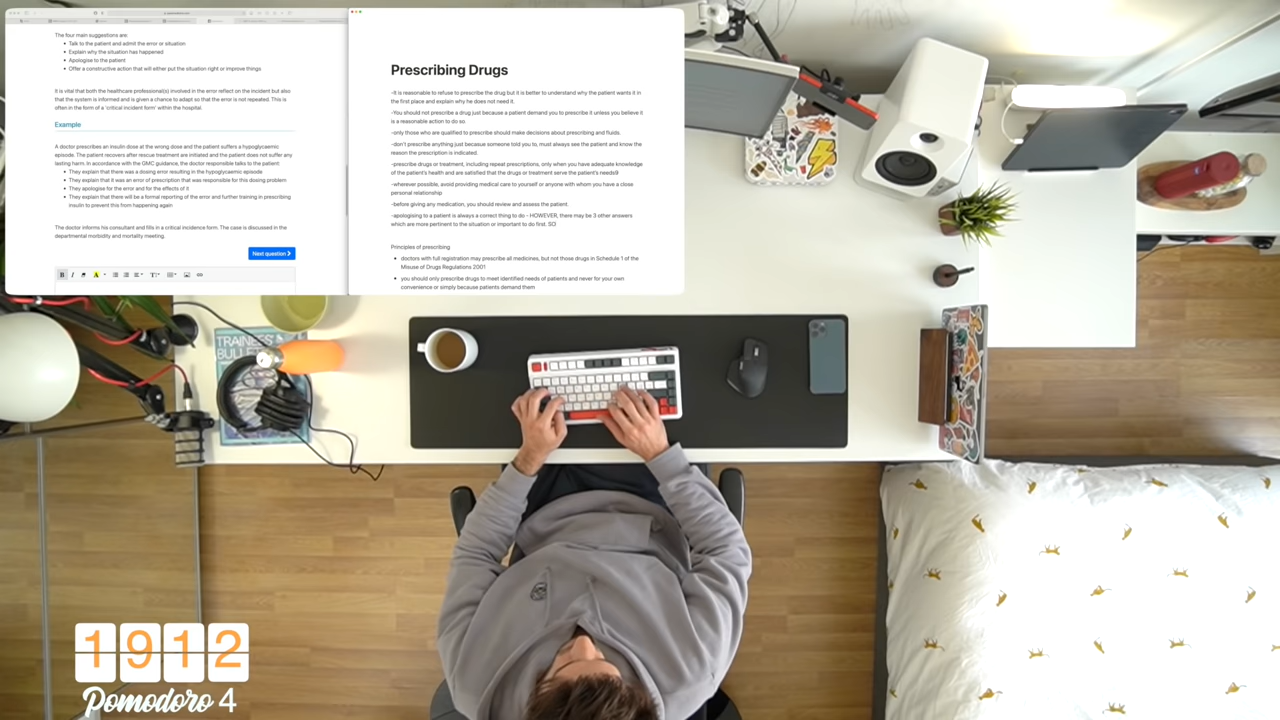 The four main suggestions are:
• Talk to the patient and admit the error or situation
• Explain why the situation has happened
• Apologise to the patient
• Offer a constructive action that will either put the situation right or improve things
It is vital that both the healthcare professional(s) involved in the error reflect on the incident but also
that the system is informed and is given a chance to adapt so that the error is not repeated. This is
often in the form of a 'critical incident form' within the hospital
Example
A doctor prescribes an insulin dose at the wrong dose and the patient suffers a hypoglycaemic
episode. The patient recovers after rescue treatment are initiated and the patient does not suffer any
lasting harm. In accordance with the GMC guidance, the doctor responsible talks to the patient:
• They explain that there was a dosing error resulting in the hypoglycaemic episode
• They explain that it was an error of prescription that was responsible for this dosing problem
• They apologise for the error and for the effects of it
• They explain that there will be a formal reporting of the error and further training in prescribing
insulin to prevent this from happening again
The doctor informs his consultant and fills in a critical incidence form. The case is discussed in the
departmental morbidity and mortality meeting.
Next question
B I A T
Prescribing Drugs
-It is reasonable to refuse to prescribe the drug but it is better to understand why the patient wants it in
the first place and explain why he does not need it.
-You should not prescribe a drug just because a patient demand you to prescribe it unless you believe it
is a reasonable action to do so
-only those who are qualified to prescribe should make decisions about prescribing and fluids.
-don't prescribe anything just becuase someone told you to, must always see the patient and know the
reason the prescription is indicated.
-prescribe drugs or treatment, including repeat prescriptions, only when you have adequate knowledge
of the patient's health and are satisfied that the drugs or treatment serve the patient's needs9
-wherever possible, avoid providing medical care to yourself or anyone with whom you have a close
personal relationship
-before giving any medication, you should review and assess the patient.
-apologising to a patient is always a correct thing to do - HOWEVER, there may be 3 other answers
which are more pertinent to the situation or important to do first. SO
Principles of prescribing
• doctors with full registration may prescribe all medicines, but not those drugs in Schedule 1 of the
Misuse of Drugs Regulations 2001
• you should only prescribe drugs to meet identified needs of patients and never for your own
convenience or simply because patients demand them
TRAINES'
BULLET
1912
Pomodoro 4